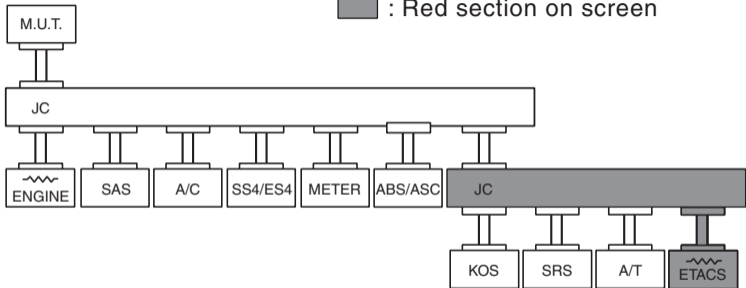 : Red section on screen
M.U.T.
JC
ENGINE
SAS
A/C
SS4/ES4
METER
ABS/ASC
JC
KOS
SRS
A/T
ETACS